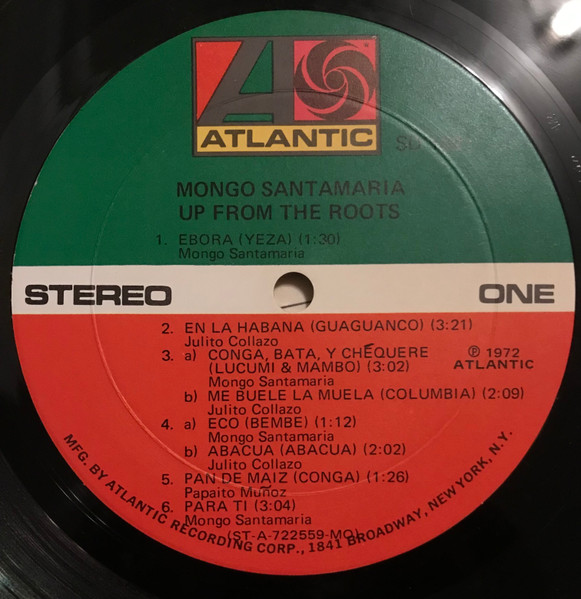 ATLANTIC
SD
MONGO SANTAMARIA
UP FROM THE ROOTS
1. EBORA (YEZA) (1:30)
Mongo Santamaria
STEREO ONE
2. EN LA HABANA (GUAGUANCO) (3:21)
Julito Collazo
3. a) CONGA, BATA, Y CHÉQUERE
(LUCUMI & MAMBO) (3:02)
Mongo Santamaria
℗ 1972
ATLANTIC
b) ME BUELE LA MUELA (COLUMBIA) (2:09)
Julito Collazo
4. a) ECO (BEMBE) (1:12)
Mongo Santamaria
b) ABACUA (ABACUA) (2:02)
Julito Collazo
5. PAN DE MAIZ (CONGA) (1:26)
Papaito Muñoz
6. PARA TI (3:04)
Mongo Santamaria
(ST-A-722559-MO)
MFG. BY ATLANTIC RECORDING CORP., 1841 BROADWAY, NEW YORK, N.Y.